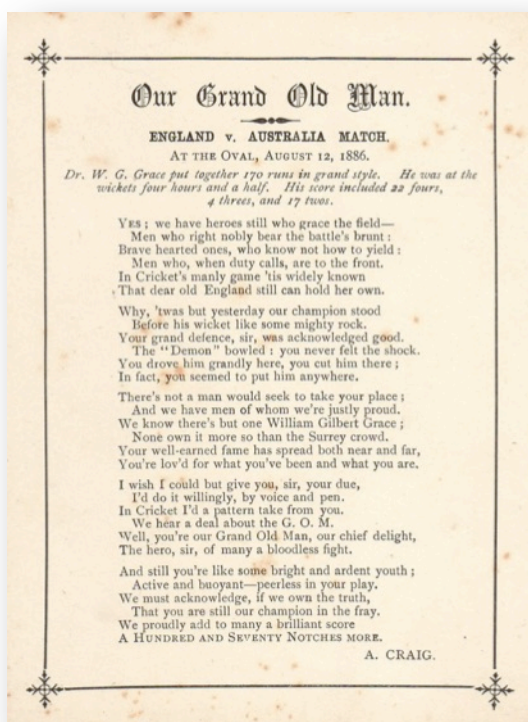 Our Grand Old Man.
ENGLAND v. AUSTRALIA MATCH.
AT THE OVAL, AUGUST 12, 1886.
Dr. W. G. Grace put together 170 runs in grand style. He was at the
wickets four hours and a half. His score included 22 fours,
4 threes, and 17 twos.
YES; we have heroes still who grace the field—
Men who right nobly bear the battle's brunt:
Brave hearted ones, who know not how to yield:
Men who, when duty calls, are to the front.
In Cricket's manly game 'tis widely known
That dear old England still can hold her own.
Why, 'twas but yesterday our champion stood
Before his wicket like some mighty rock.
Your grand defence, sir, was acknowledged good.
The "Demon" bowled: you never felt the shock.
You drove him grandly here, you cut him there;
In fact, you seemed to put him anywhere.
There's not a man would seek to take your place;
And we have men of whom we're justly proud.
We know there's but one William Gilbert Grace;
None own it more so than the Surrey crowd.
Your well-earned fame has spread both near and far,
You're lov'd for what you've been and what you are.
I wish I could but give you, sir, your due,
I'd do it willingly, by voice and pen.
In Cricket I'd a pattern take from you.
We hear a deal about the G. O. M.
Well, you're our Grand Old Man, our chief delight,
The hero, sir, of many a bloodless fight.
And still you're like some bright and ardent youth;
Active and buoyant—peerless in your play.
We must acknowledge, if we own the truth,
That you are still our champion in the fray.
We proudly add to many a brilliant score
A HUNDRED AND SEVENTY NOTCHES MORE.
A. CRAIG.